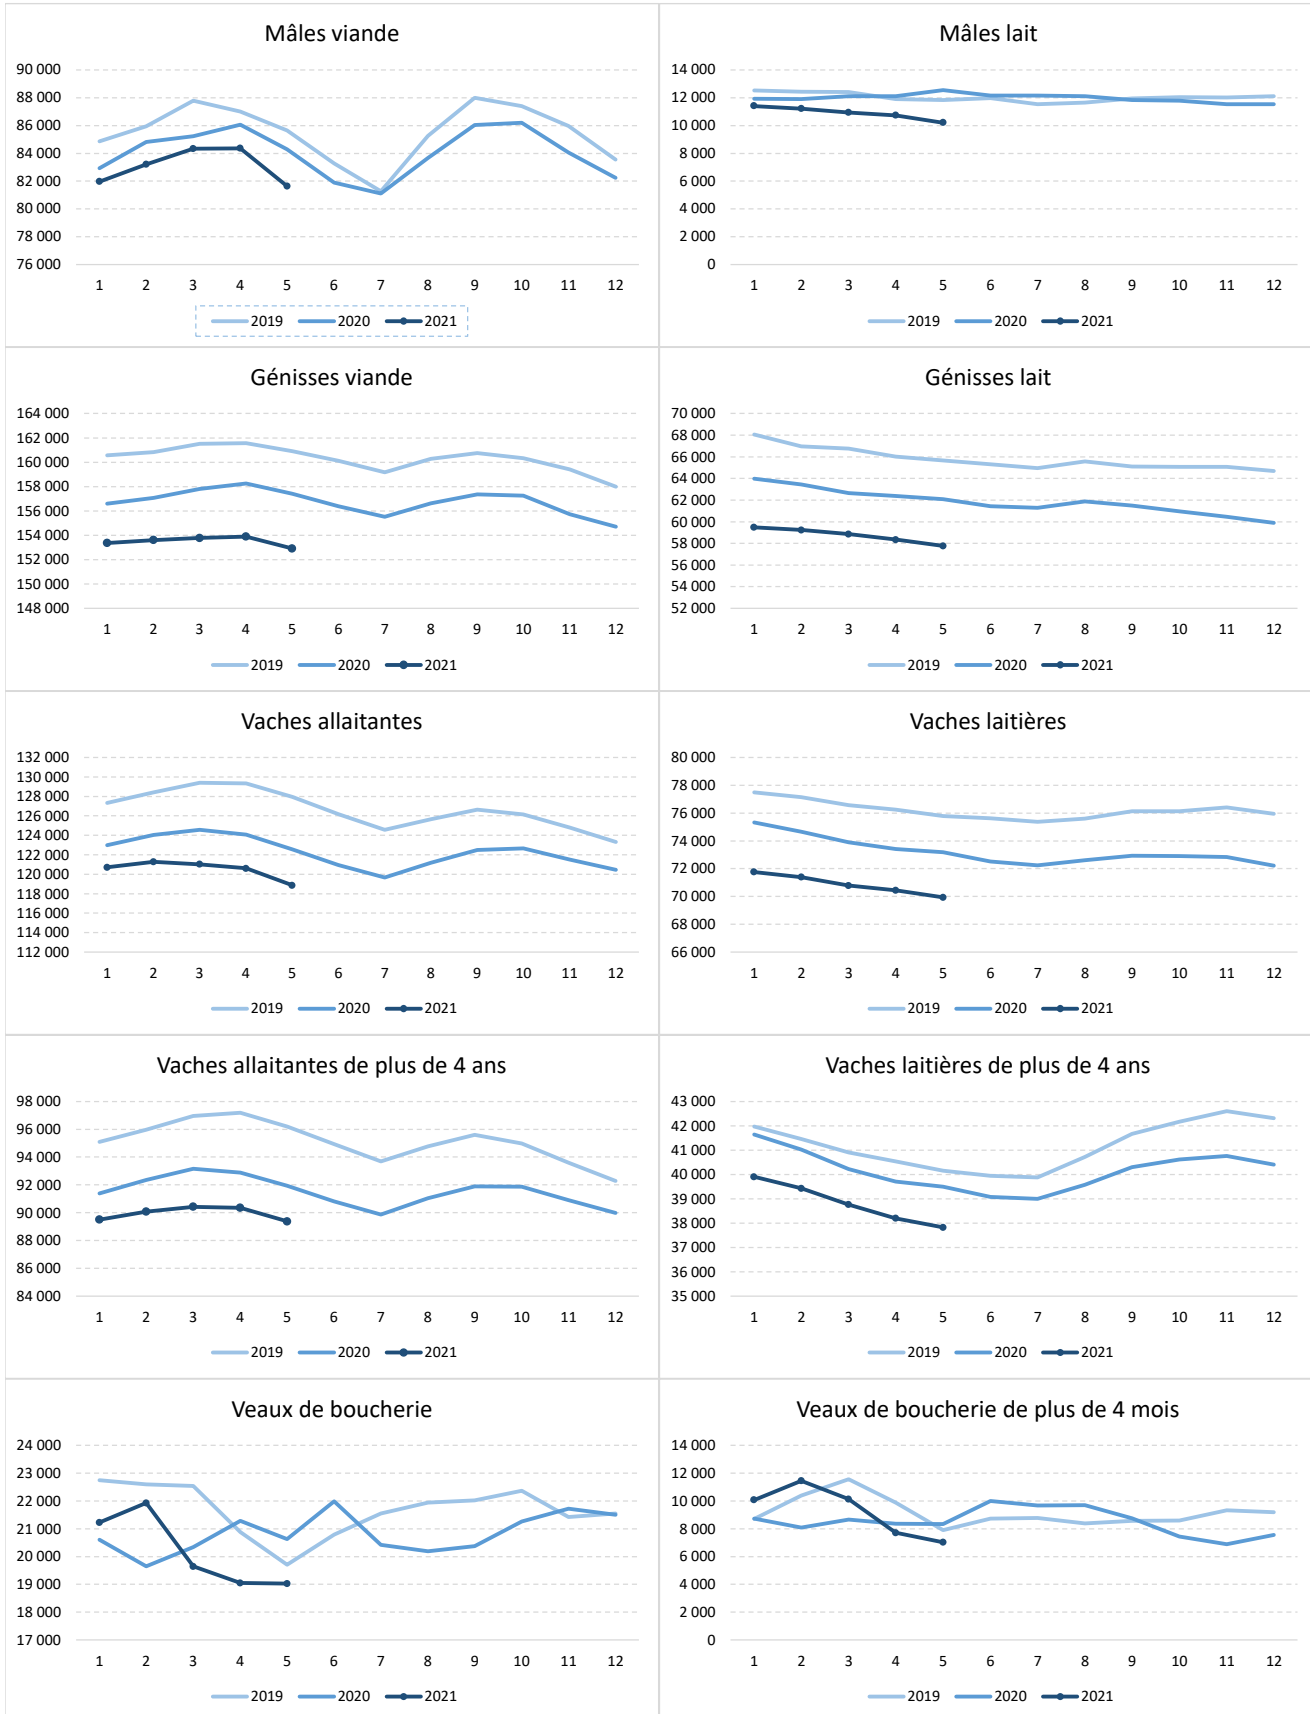 Mâles viande
90 000
88 000
86 000
84 000
82 000
80 000
78 000
76 000
1 2 3 4 5 6 7 8 9 10 11 12
2019 2020 2021
Mâles lait
14 000
12 000
10 000
8 000
6 000
4 000
2 000
0
1 2 3 4 5 6 7 8 9 10 11 12
2019 2020 2021
Génisses viande
164 000
162 000
160 000
158 000
156 000
154 000
152 000
150 000
148 000
1 2 3 4 5 6 7 8 9 10 11 12
2019 2020 2021
Génisses lait
70 000
68 000
66 000
64 000
62 000
60 000
58 000
56 000
54 000
52 000
1 2 3 4 5 6 7 8 9 10 11 12
2019 2020 2021
Vaches allaitantes
132 000
130 000
128 000
126 000
124 000
122 000
120 000
118 000
116 000
114 000
112 000
1 2 3 4 5 6 7 8 9 10 11 12
2019 2020 2021
Vaches laitières
80 000
78 000
76 000
74 000
72 000
70 000
68 000
66 000
1 2 3 4 5 6 7 8 9 10 11 12
2019 2020 2021
Vaches allaitantes de plus de 4 ans
98 000
96 000
94 000
92 000
90 000
88 000
86 000
84 000
1 2 3 4 5 6 7 8 9 10 11 12
2019 2020 2021
Vaches laitières de plus de 4 ans
43 000
42 000
41 000
40 000
39 000
38 000
37 000
36 000
35 000
1 2 3 4 5 6 7 8 9 10 11 12
2019 2020 2021
Veaux de boucherie
24 000
23 000
22 000
21 000
20 000
19 000
18 000
17 000
1 2 3 4 5 6 7 8 9 10 11 12
2019 2020 2021
Veaux de boucherie de plus de 4 mois
14 000
12 000
10 000
8 000
6 000
4 000
2 000
0
1 2 3 4 5 6 7 8 9 10 11 12
2019 2020 2021